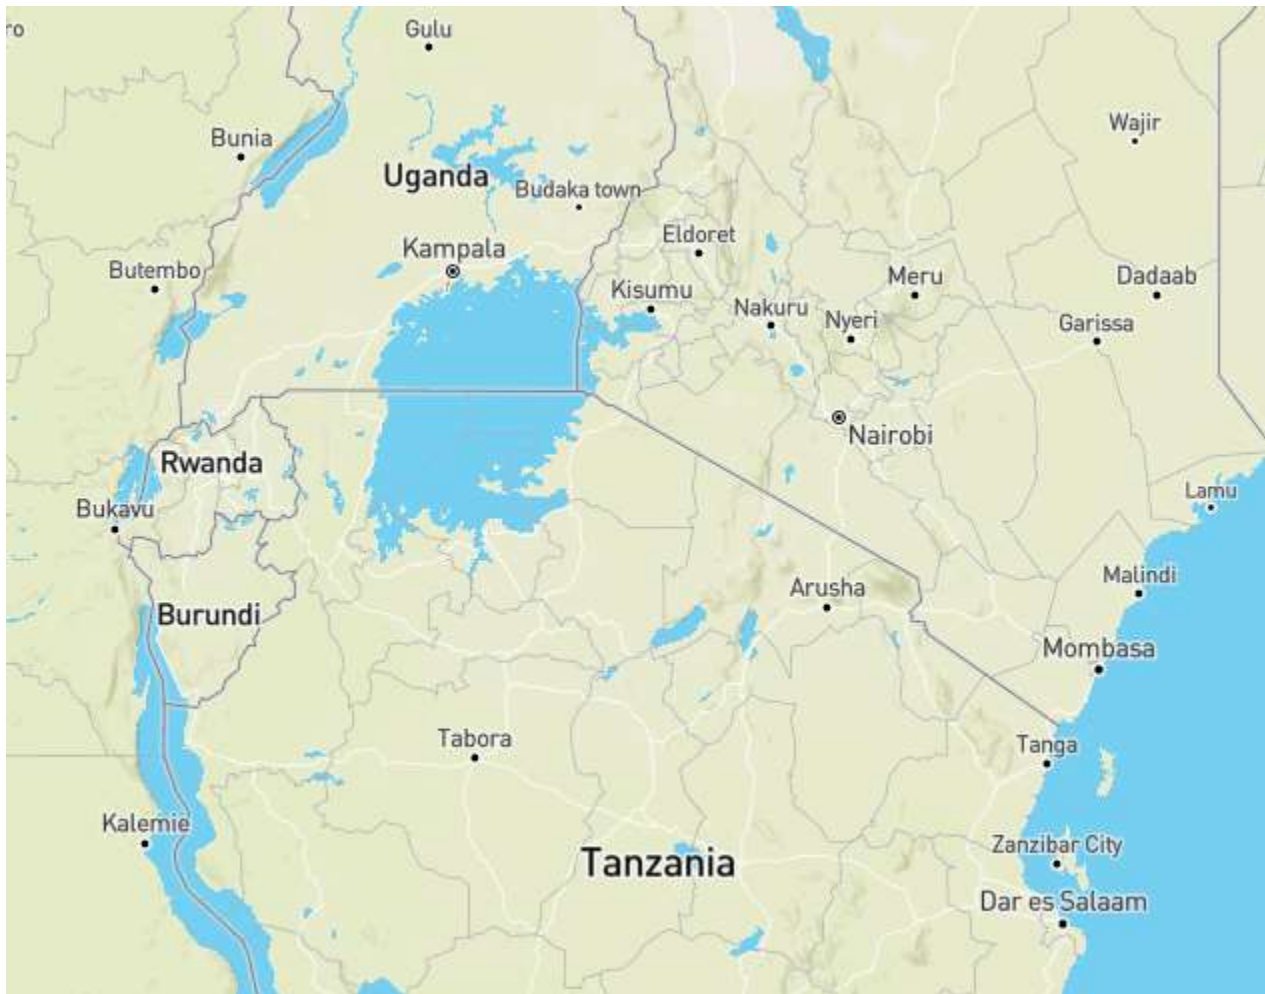 ro
Gulu
Wajir
Bunia
Uganda
Budaka town
Eldoret
Kampala
Butembo
Kisumu
Meru
Dadaab
Nakuru
Nyeri
Garissa
Nairobi
Rwanda
Lamu
Bukavu
Malindi
Arusha
Burundi
Mombasa
Tabora
Tanga
Kalemie
Zanzibar City
Tanzania
Dar es Salaam